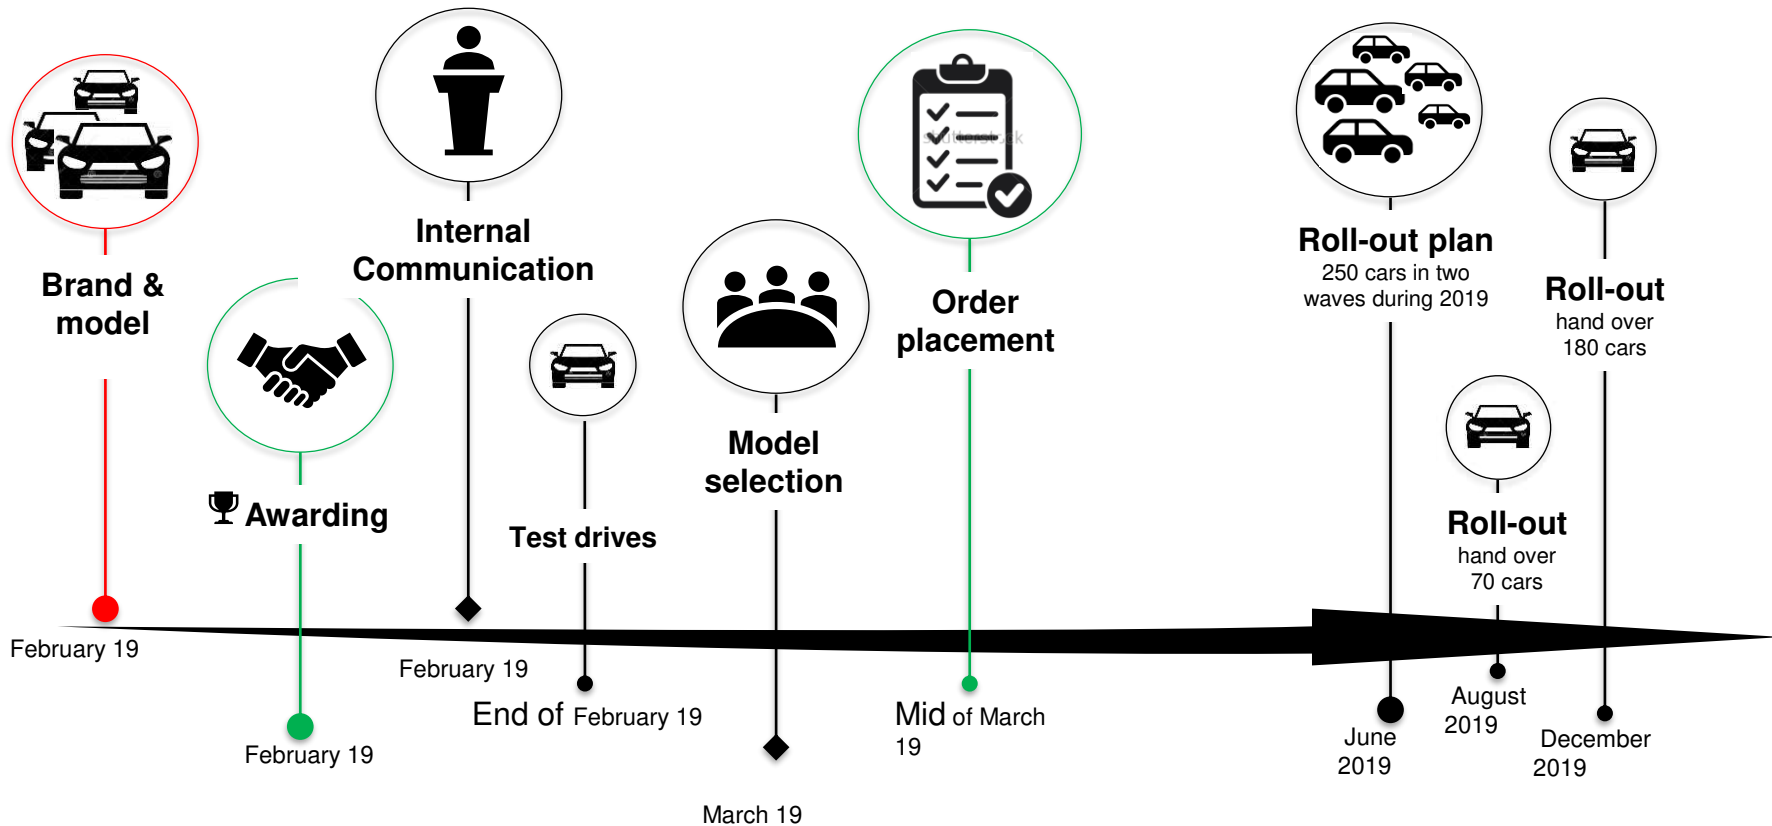 Brand &
model
February 19
Awarding
February 19
Internal
Communication
February 19
Test drives
End of February 19
Model
selection
March 19
shutterstock
Order
placement
Mid of March
19
Roll-out plan
250 cars in two
waves during 2019
June
2019
Roll-out
hand over
70 cars
August
2019
Roll-out
hand over
180 cars
December
2019